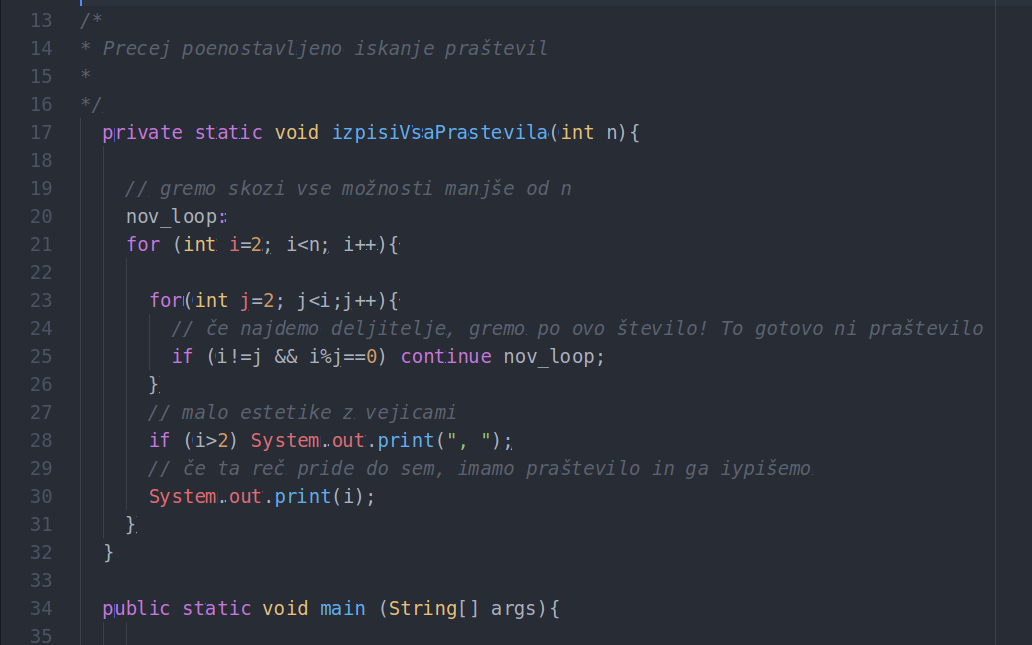 13 /*
14 * Precej poenostavljeno iskanje praštevil
15 *
16 */
17 private static void izpisiVsaPrastevila(int n){
18
19 // gremo skozi vse možnosti manjše od n
20 nov_loop:
21 for (int i=2; i<n; i++){
22
23 for(int j=2; j<i;j++){
24 // če najdemo deljitelje, gremo po ovo število! To gotovo ni praštevilo
25 if (i!=j && i%j==0) continue nov_loop;
26 }
27 // malo estetike z vejicami
28 if (i>2) System.out.print(", ");
29 // če ta reč pride do sem, imamo praštevilo in ga iypišemo
30 System.out.print(i);
31 }
32 }
33
34 public static void main (String[] args){
35